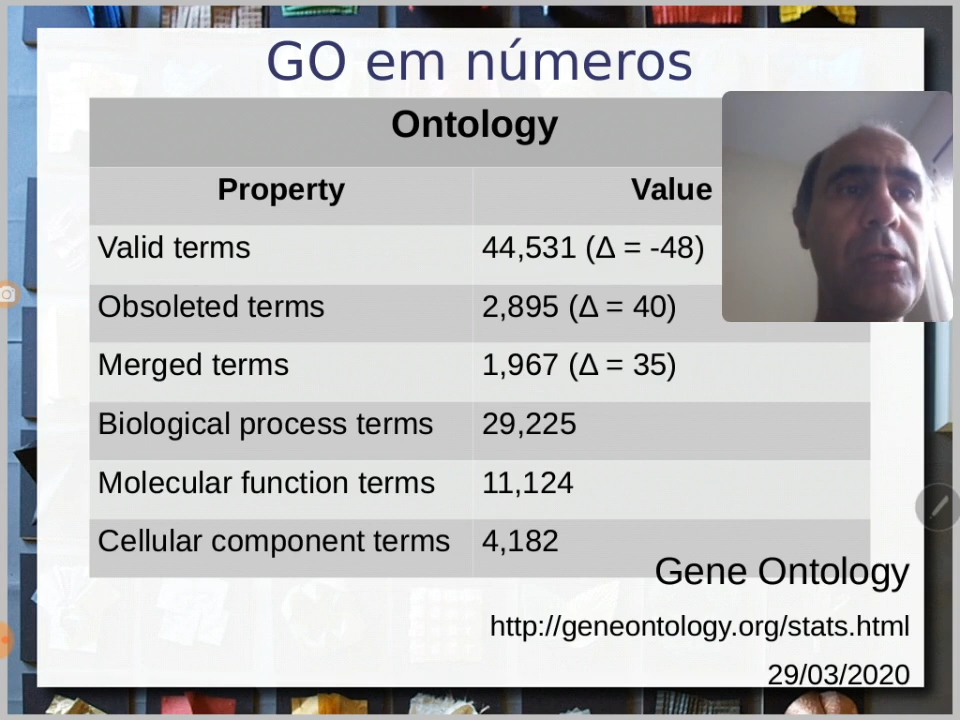 GO em números
Ontology
Property Value
Valid terms 44,531 (Δ = -48)
Obsoleted terms 2,895 (Δ = 40)
Merged terms 1,967 (Δ = 35)
Biological process terms 29,225
Molecular function terms 11,124
Cellular component terms 4,182
Gene Ontology
http://geneontology.org/stats.html
29/03/2020